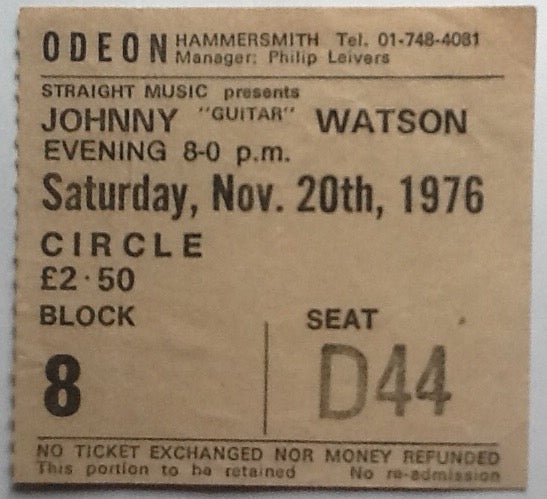 ODEON HAMMERSMITH Tel. 01-748-4081
Manager: Philip Leivers
STRAIGHT MUSIC presents
JOHNNY "GUITAR" WATSON
EVENING 8-0 p.m.
Saturday, Nov. 20th, 1976
CIRCLE
£2·50
BLOCK
8
SEAT
D44
NO TICKET EXCHANGED NOR MONEY REFUNDED
This portion to be retained No re-admission